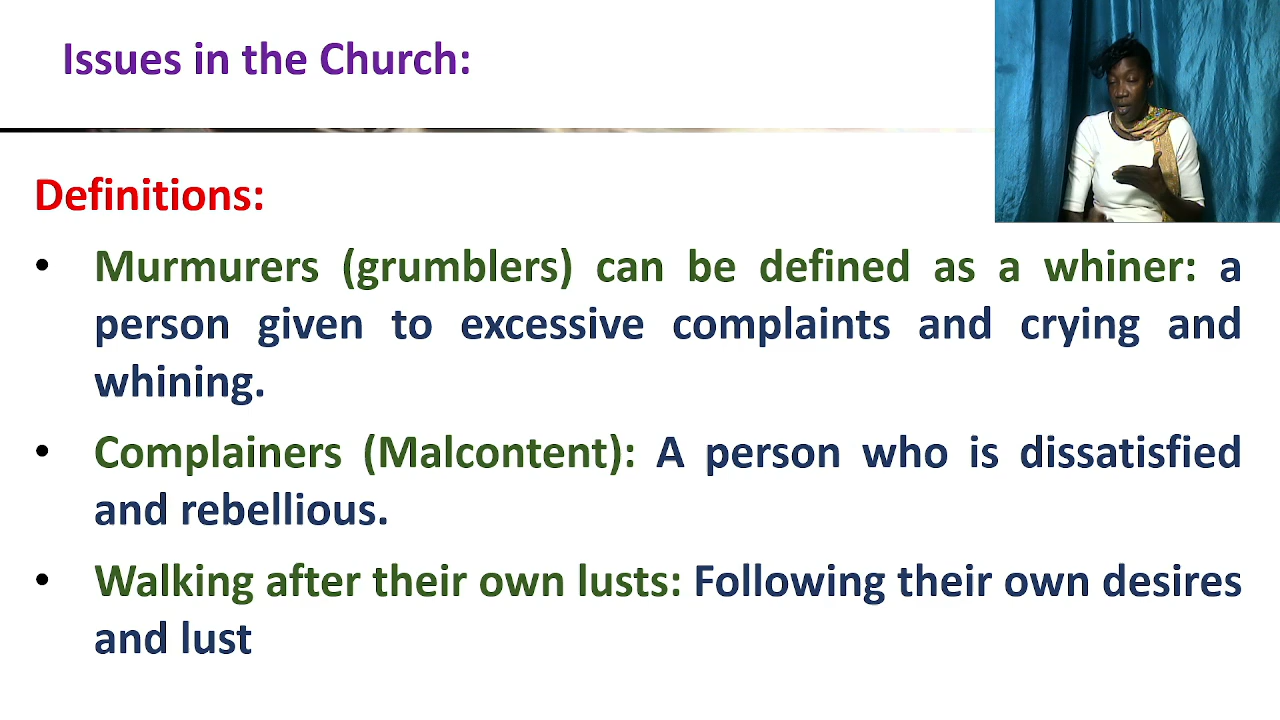 Issues in the Church:
Definitions:
• Murmurers (grumblers) can be defined as a whiner: a
person given to excessive complaints and crying and
whining.
• Complainers (Malcontent): A person who is dissatisfied
and rebellious.
• Walking after their own lusts: Following their own desires
and lust